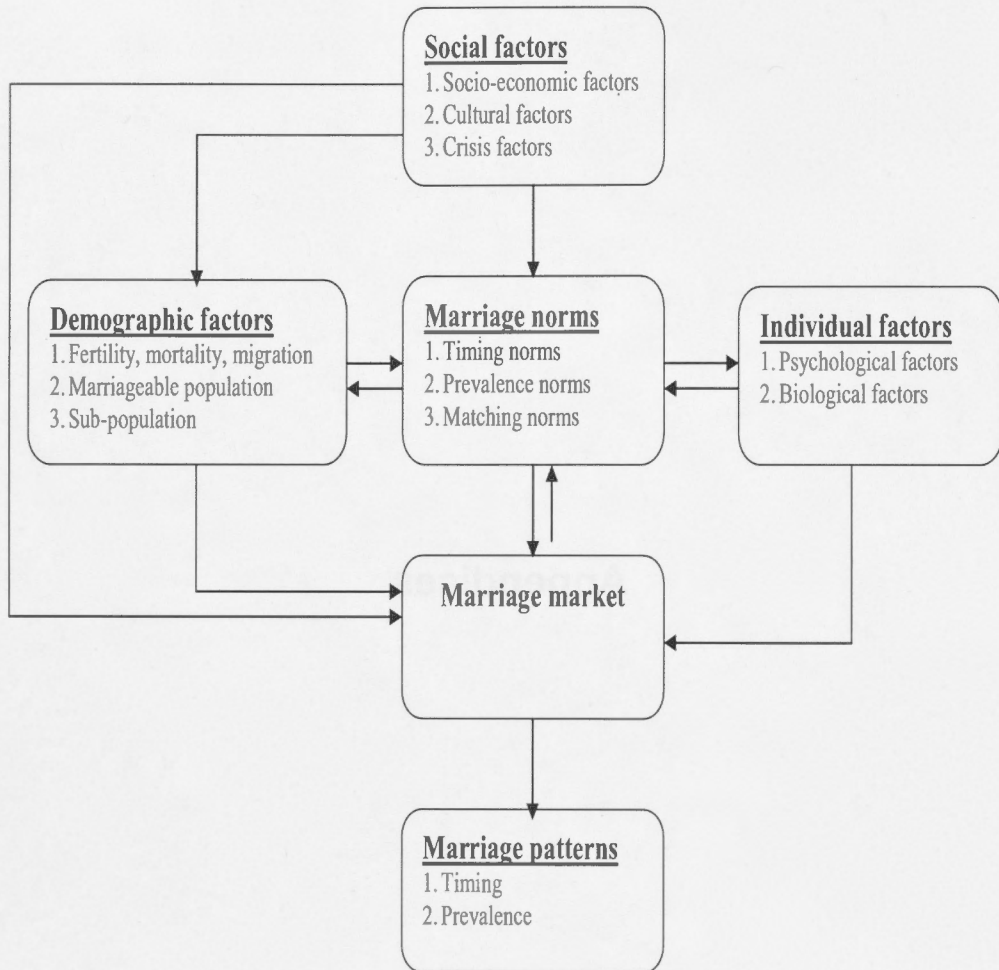 Social factors
1. Socio-economic factors
2. Cultural factors
3. Crisis factors
Demographic factors
1. Fertility, mortality, migration
2. Marriageable population
3. Sub-population
Marriage norms
1. Timing norms
2. Prevalence norms
3. Matching norms
Individual factors
1. Psychological factors
2. Biological factors
Marriage market
Marriage patterns
1. Timing
2. Prevalence